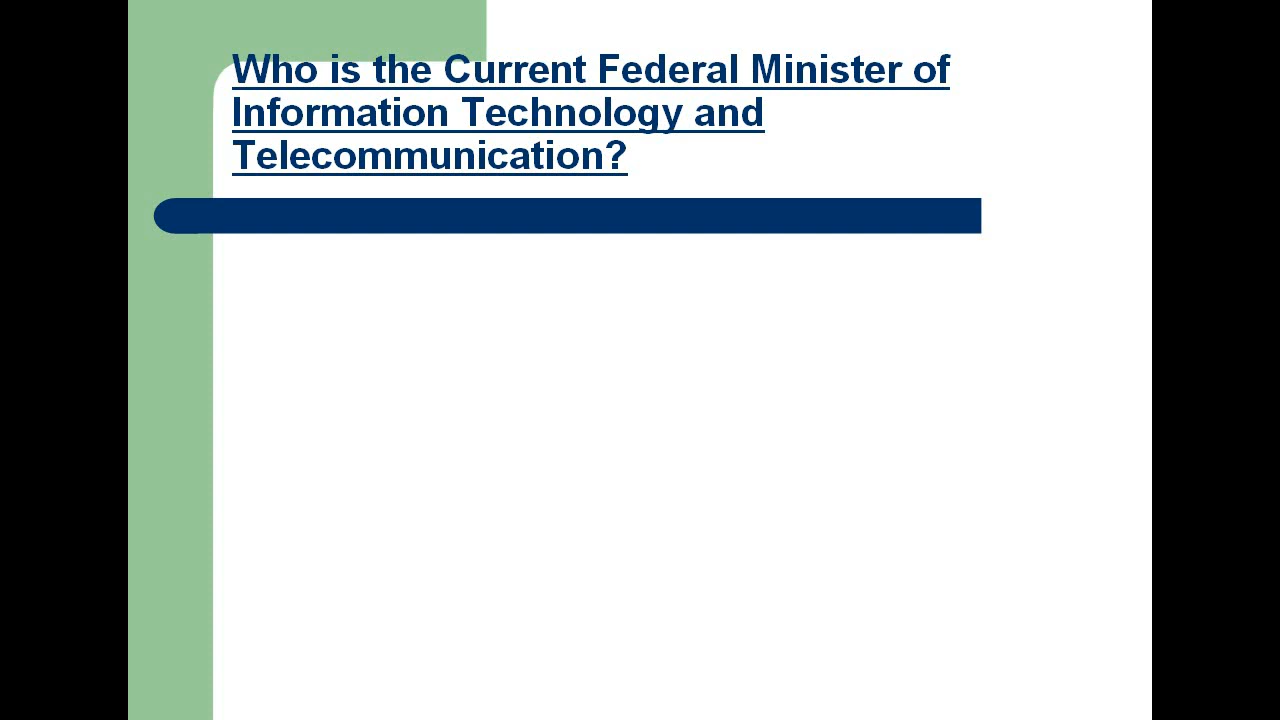 Who is the Current Federal Minister of
Information Technology and
Telecommunication?